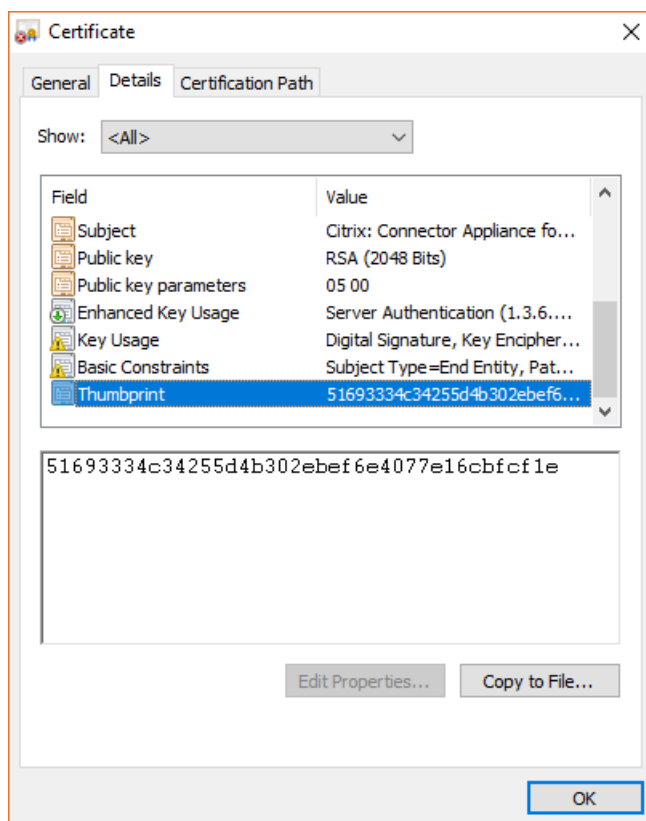 Certificate
General Details Certification Path
Show: <All>
Field Value
Subject Citrix: Connector Appliance fo...
Public key RSA (2048 Bits)
Public key parameters 05 00
Enhanced Key Usage Server Authentication (1.3.6....
Key Usage Digital Signature, Key Encipher...
Basic Constraints Subject Type=End Entity, Pat...
Thumbprint 51693334c34255d4b302ebef6...
51693334c34255d4b302ebef6e4077e16cbfcf1e
Edit Properties... Copy to File...
OK